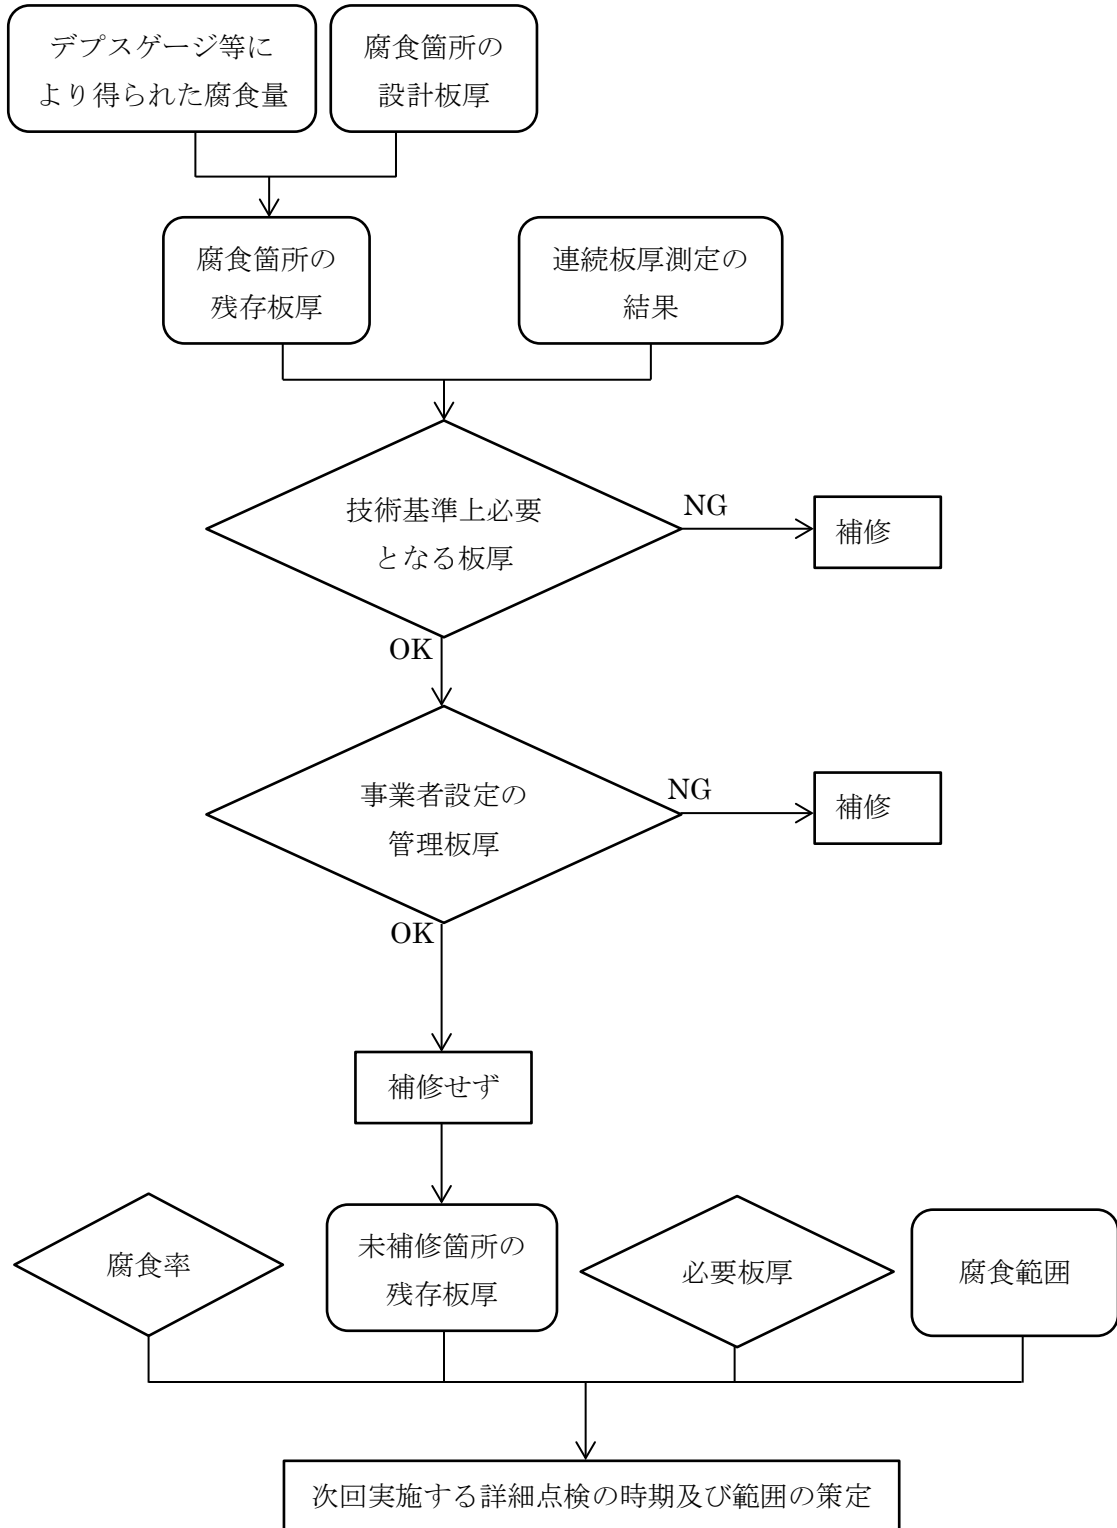 デプスゲージ等に
より得られた腐食量
腐食箇所の
設計板厚
腐食箇所の
残存板厚
連続板厚測定の
結果
技術基準上必要
となる板厚
NG
補修
OK
事業者設定の
管理板厚
NG
補修
OK
補修せず
腐食率
未補修箇所の
残存板厚
必要板厚
腐食範囲
次回実施する詳細点検の時期及び範囲の策定